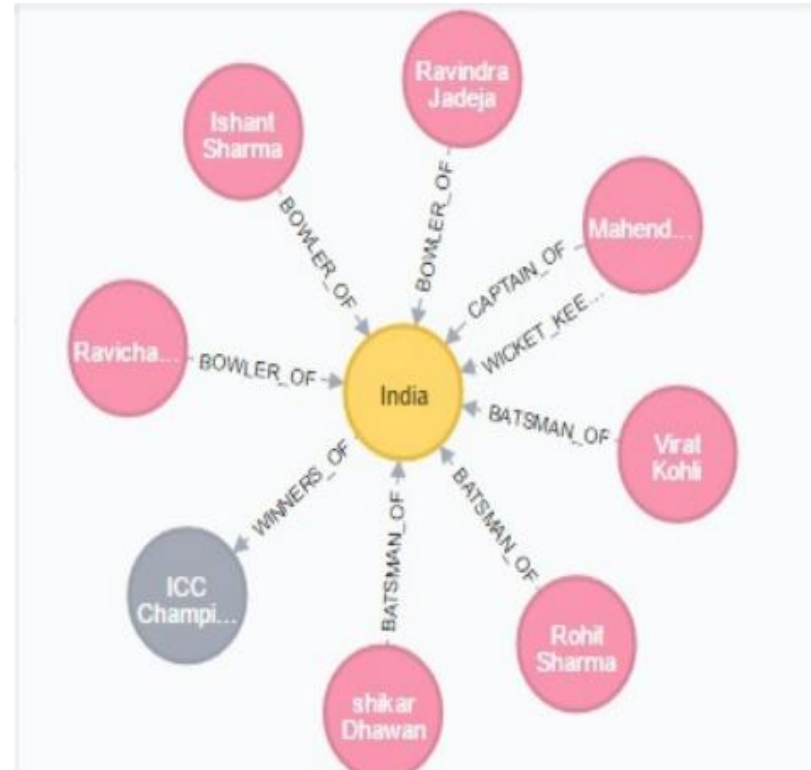 Ravindra
Jadeja
Ishant
Sharma
BOWLER_OF
BOWLER_OF
Mahend...
CAPTAIN_OF
WICKET_KEE...
Ravicha...
BOWLER_OF
India
BATSMAN_OF
Virat
Kohli
WINNERS_OF
BATSMAN_OF
BATSMAN_OF
ICC
Champi...
Rohit
Sharma
shikar
Dhawan